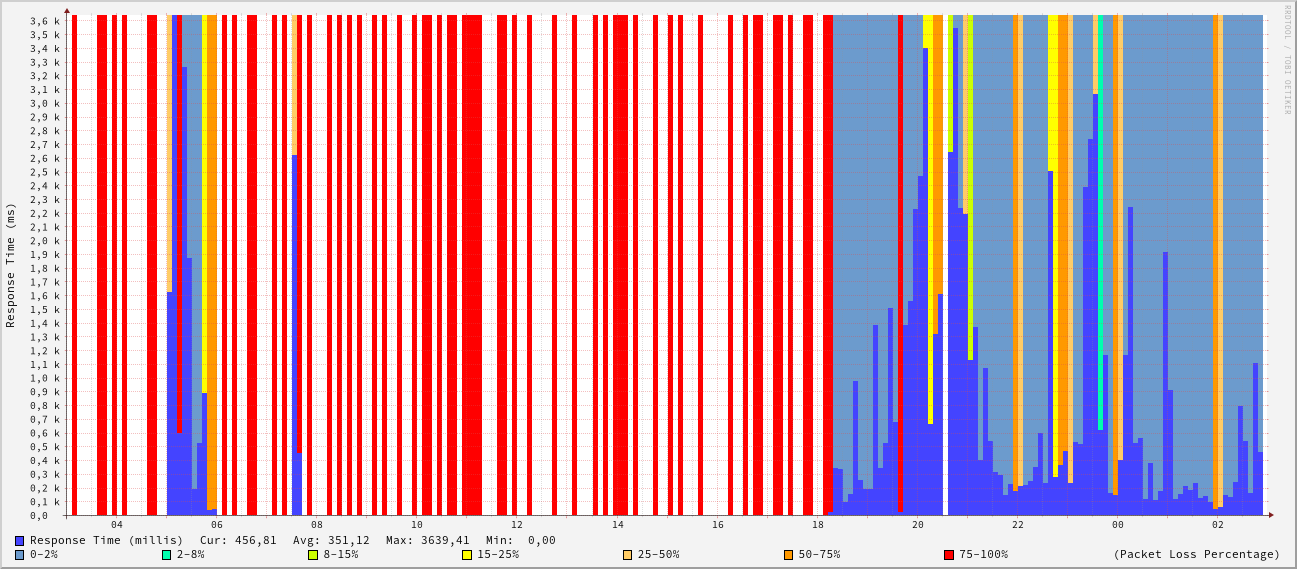 RRDTOOL / TOBI OETIKER
Response Time (ms)
3,6 k
3,5 k
3,4 k
3,3 k
3,2 k
3,1 k
3,0 k
2,9 k
2,8 k
2,7 k
2,6 k
2,5 k
2,4 k
2,3 k
2,2 k
2,1 k
2,0 k
1,9 k
1,8 k
1,7 k
1,6 k
1,5 k
1,4 k
1,3 k
1,2 k
1,1 k
1,0 k
0,9 k
0,8 k
0,7 k
0,6 k
0,5 k
0,4 k
0,3 k
0,2 k
0,1 k
0,0
04 06 08 10 12 14 16 18 20 22 00 02
Response Time (millis) Cur: 456,81 Avg: 351,12 Max: 3639,41 Min: 0,00
0-2% 2-8% 8-15% 15-25% 25-50% 50-75% 75-100% (Packet Loss Percentage)